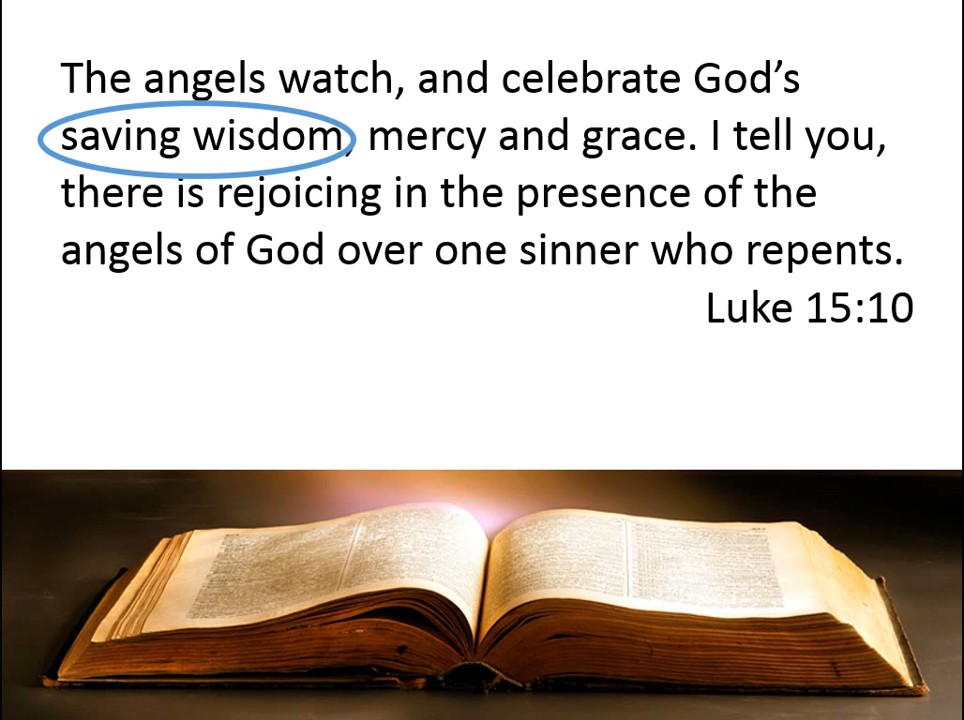 The angels watch, and celebrate God’s
saving wisdom, mercy and grace. I tell you,
there is rejoicing in the presence of the
angels of God over one sinner who repents.
Luke 15:10